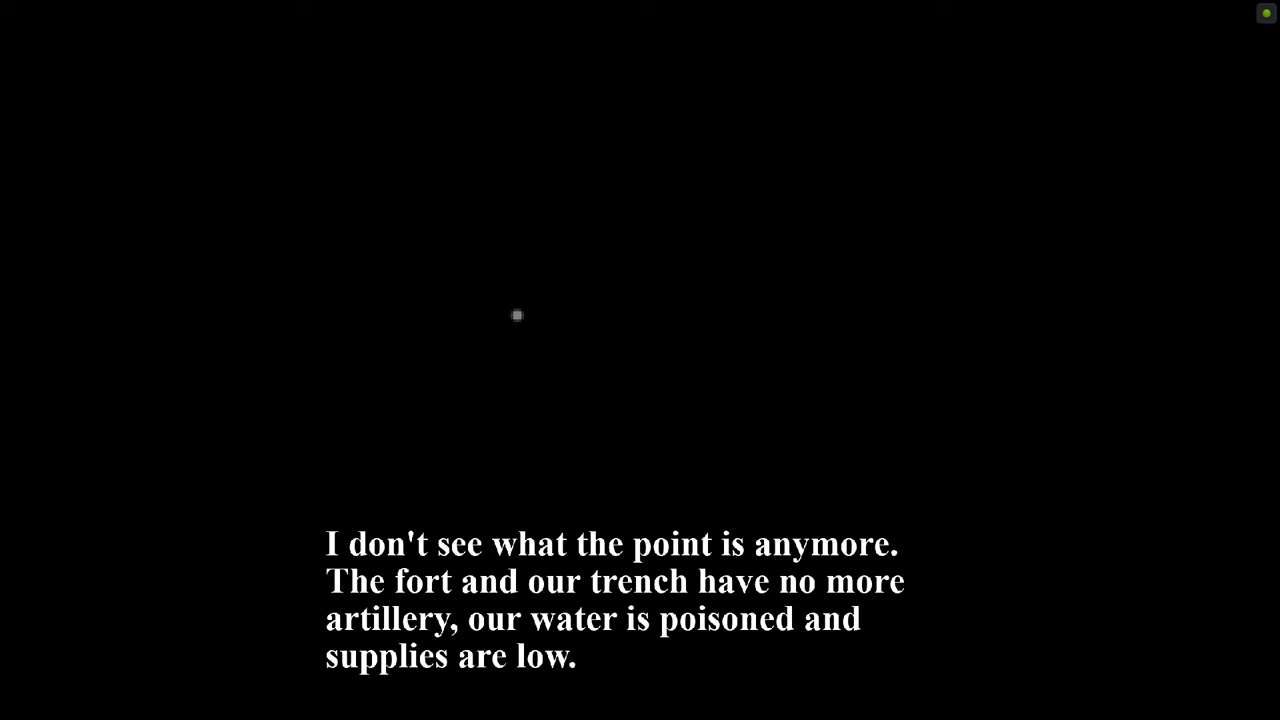 I don't see what the point is anymore.
The fort and our trench have no more
artillery, our water is poisoned and
supplies are low.